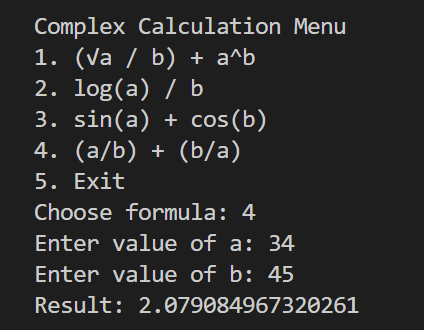 Complex Calculation Menu
1. (√a / b) + a^b
2. log(a) / b
3. sin(a) + cos(b)
4. (a/b) + (b/a)
5. Exit
Choose formula: 4
Enter value of a: 34
Enter value of b: 45
Result: 2.079084967320261